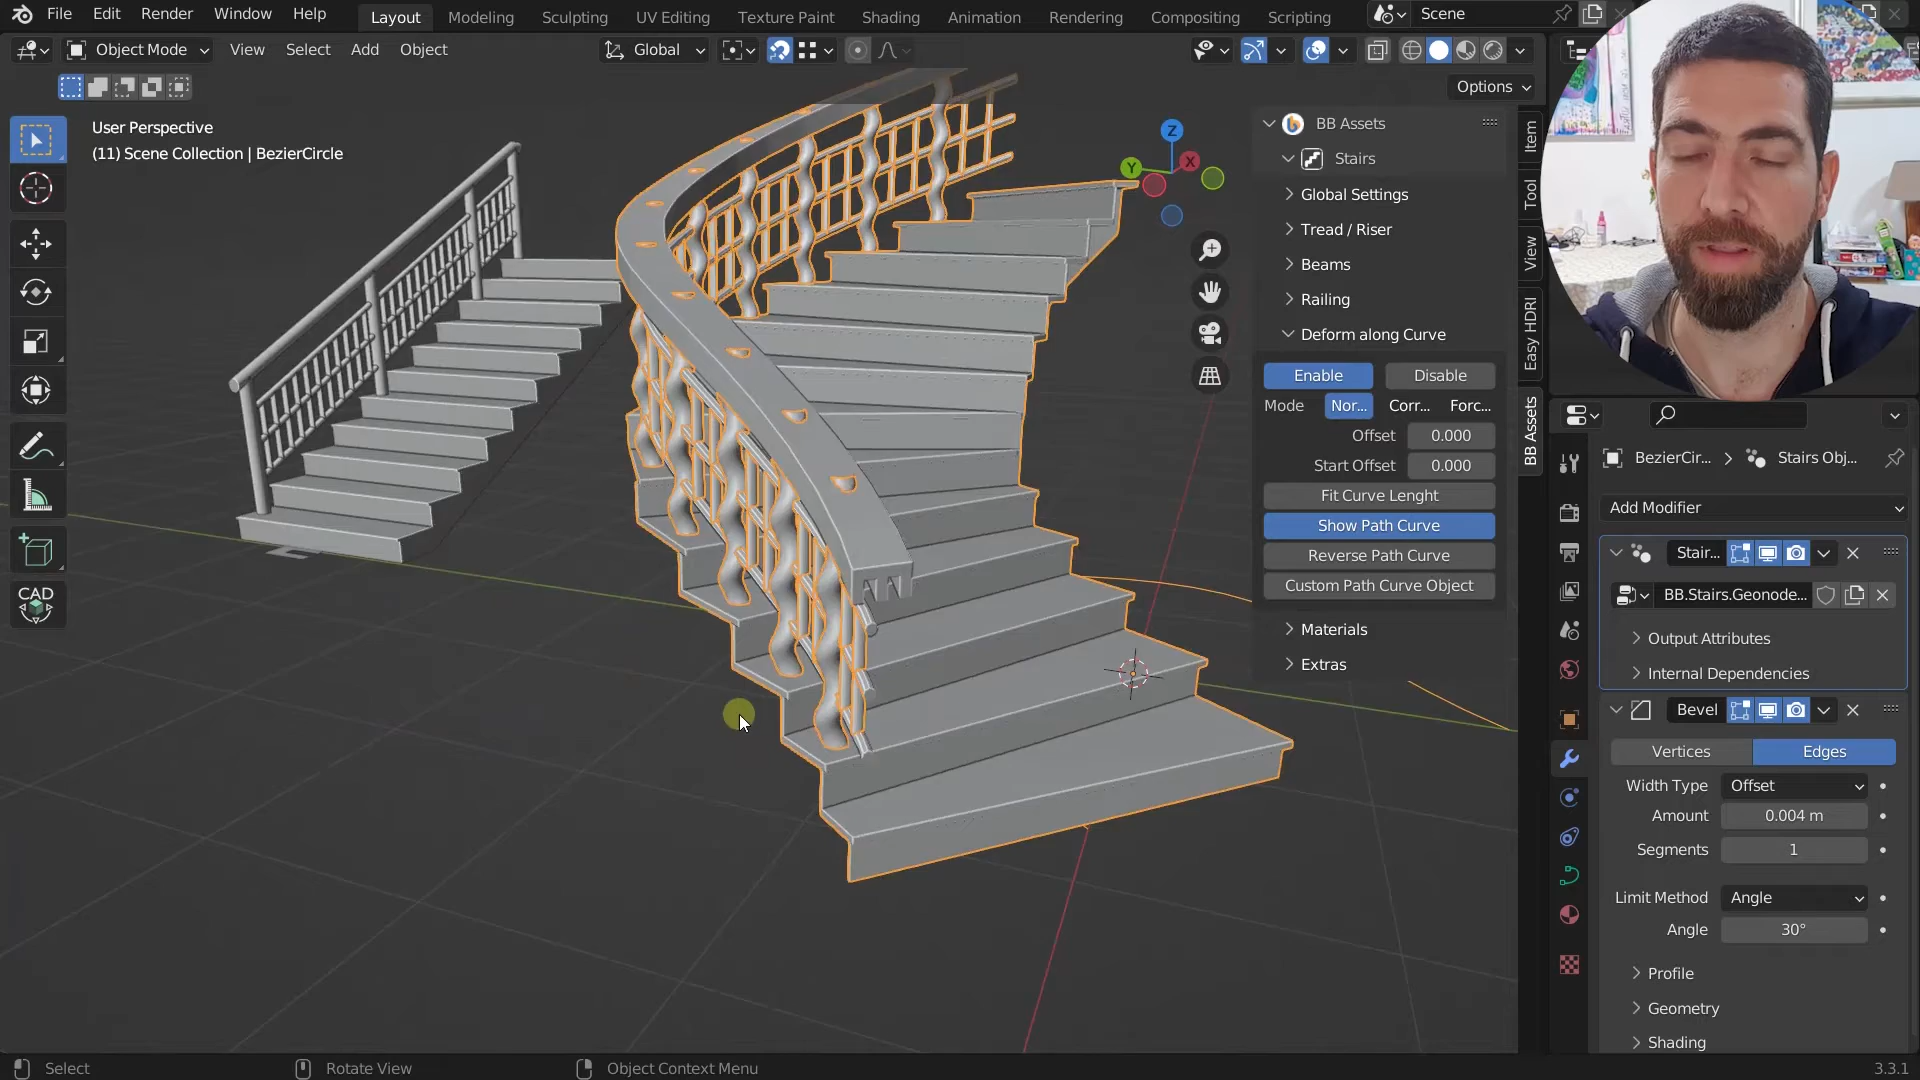 File Edit Render Window Help Layout Modeling Sculpting UV Editing Texture Paint Shading Animation Rendering Compositing Scripting Scene
Object Mode View Select Add Object Global
Options
User Perspective
(11) Scene Collection | BezierCircle
Z
Y
X
CAD
BB Assets
Stairs
Global Settings
Tread / Riser
Beams
Railing
Deform along Curve
Enable Disable
Mode Nor... Corr... Forc...
Offset 0.000
Start Offset 0.000
Fit Curve Lenght
Show Path Curve
Reverse Path Curve
Custom Path Curve Object
Materials
Extras
Item
Tool
View
Easy HDRI
BB Assets
BezierCir... Stairs Obj...
Add Modifier
Stair...
BB.Stairs.Geonode...
Output Attributes
Internal Dependencies
Bevel
Vertices Edges
Width Type Offset
Amount 0.004 m
Segments 1
Limit Method Angle
Angle 30°
Profile
Geometry
Shading
Select Rotate View Object Context Menu 3.3.1